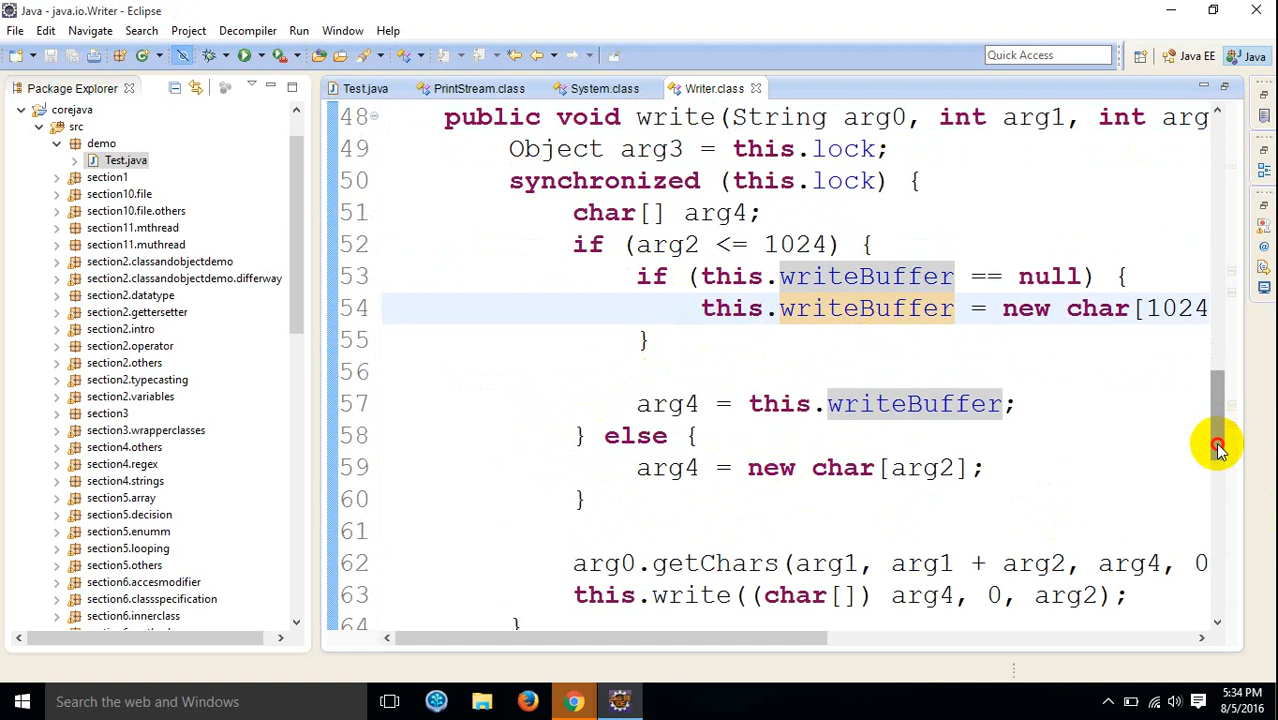 Java - java.io.Writer - Eclipse
File Edit Navigate Search Project Decompiler Run Window Help
Quick Access
Java EE
Java
Package Explorer
Test.java
PrintStream.class
System.class
Writer.class
corejava
src
demo
Test.java
section1
section10.file
section10.file.others
section11.mthread
section11.muthread
section2.classandobjectdemo
section2.classandobjectdemo.differway
section2.datatype
section2.gettersetter
section2.intro
section2.operator
section2.others
section2.typecasting
section2.variables
section3
section3.wrapperclasses
section4.others
section4.regex
section4.strings
section5.array
section5.decision
section5.enumm
section5.looping
section5.others
section6.accesmodifier
section6.classspecification
section6.innerclass
48 public void write(String arg0, int arg1, int arg
49 Object arg3 = this.lock;
50 synchronized (this.lock) {
51 char[] arg4;
52 if (arg2 <= 1024) {
53 if (this.writeBuffer == null) {
54 this.writeBuffer = new char[1024
55 }
56
57 arg4 = this.writeBuffer;
58 } else {
59 arg4 = new char[arg2];
60 }
61
62 arg0.getChars(arg1, arg1 + arg2, arg4, 0
63 this.write((char[]) arg4, 0, arg2);
64 }
Search the web and Windows
5:34 PM
8/5/2016